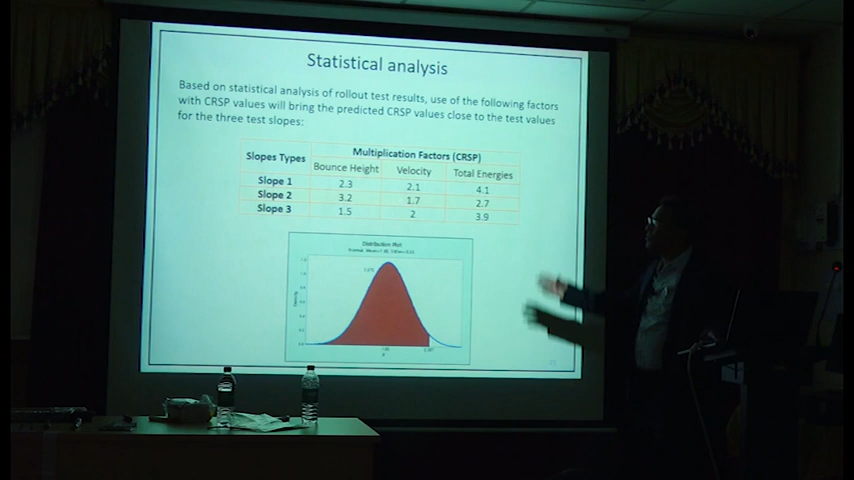 Statistical analysis
Based on statistical analysis of rollout test results, use of the following factors
with CRSP values will bring the predicted CRSP values close to the test values
for the three test slopes:
Slopes Types Multiplication Factors (CRSP)
Bounce Height Velocity Total Energies
Slope 1 2.3 2.1 4.1
Slope 2 3.2 1.7 2.7
Slope 3 1.5 2 3.9
Distribution Plot
Density